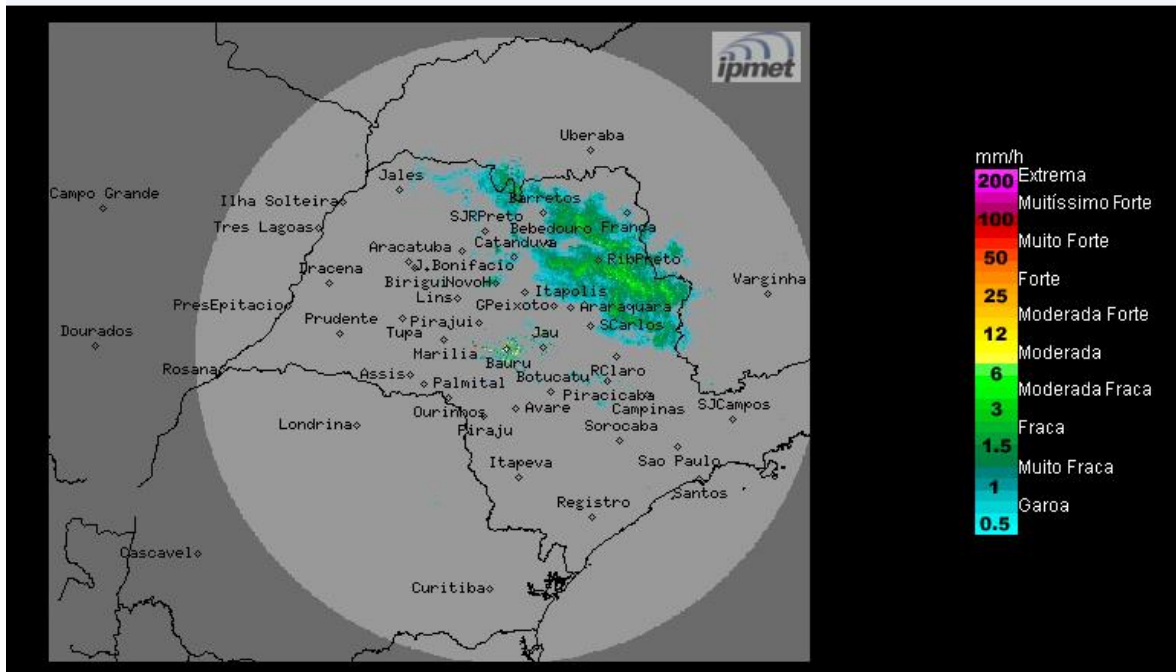 ipmet
Uberaba
Jales
Campo Grande
Ilha Solteira
Barretos
SJRPreto
Tres Lagoas
Bebedouro
Franca
Catanduva
Aracatuba
RibPreto
Dracena
J.Bonifacio
Varginha
Birigui
NovoH
Itapolis
Lins
PresEpitacio
GPeixoto
Araraquara
Dourados
Prudente
Pirajui
SCarlos
Tupa
Jau
Marilia
Bauru
Rosana
Assis
Botucatu
RClaro
Palmital
Piracicaba
Ourinhos
Avare
Campinas
SJCampos
Londrina
Piraju
Sorocaba
Itapeva
Sao Paulo
Santos
Registro
Cascavel
Curitiba
mm/h
Extrema
200
Muitíssimo Forte
100
Muito Forte
50
Forte
25
Moderada Forte
12
Moderada
6
Moderada Fraca
3
Fraca
1.5
Muito Fraca
1
Garoa
0.5